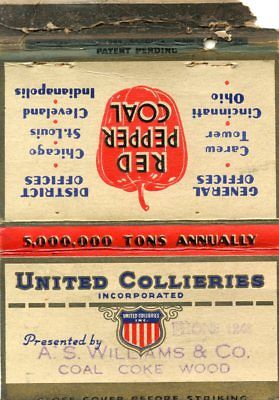 PATENT PENDING
GENERAL OFFICES
Carew Tower
Cincinnati
Ohio
RED PEPPER COAL
DISTRICT OFFICES
Chicago
St. Louis
Cleveland
Indianapolis
5,000,000 TONS ANNUALLY
UNITED COLLIERIES
INCORPORATED
UNITED COLLIERIES
INC.
Presented by
A. S. WILLIAMS & CO.
COAL COKE WOOD
CLOSE COVER BEFORE STRIKING